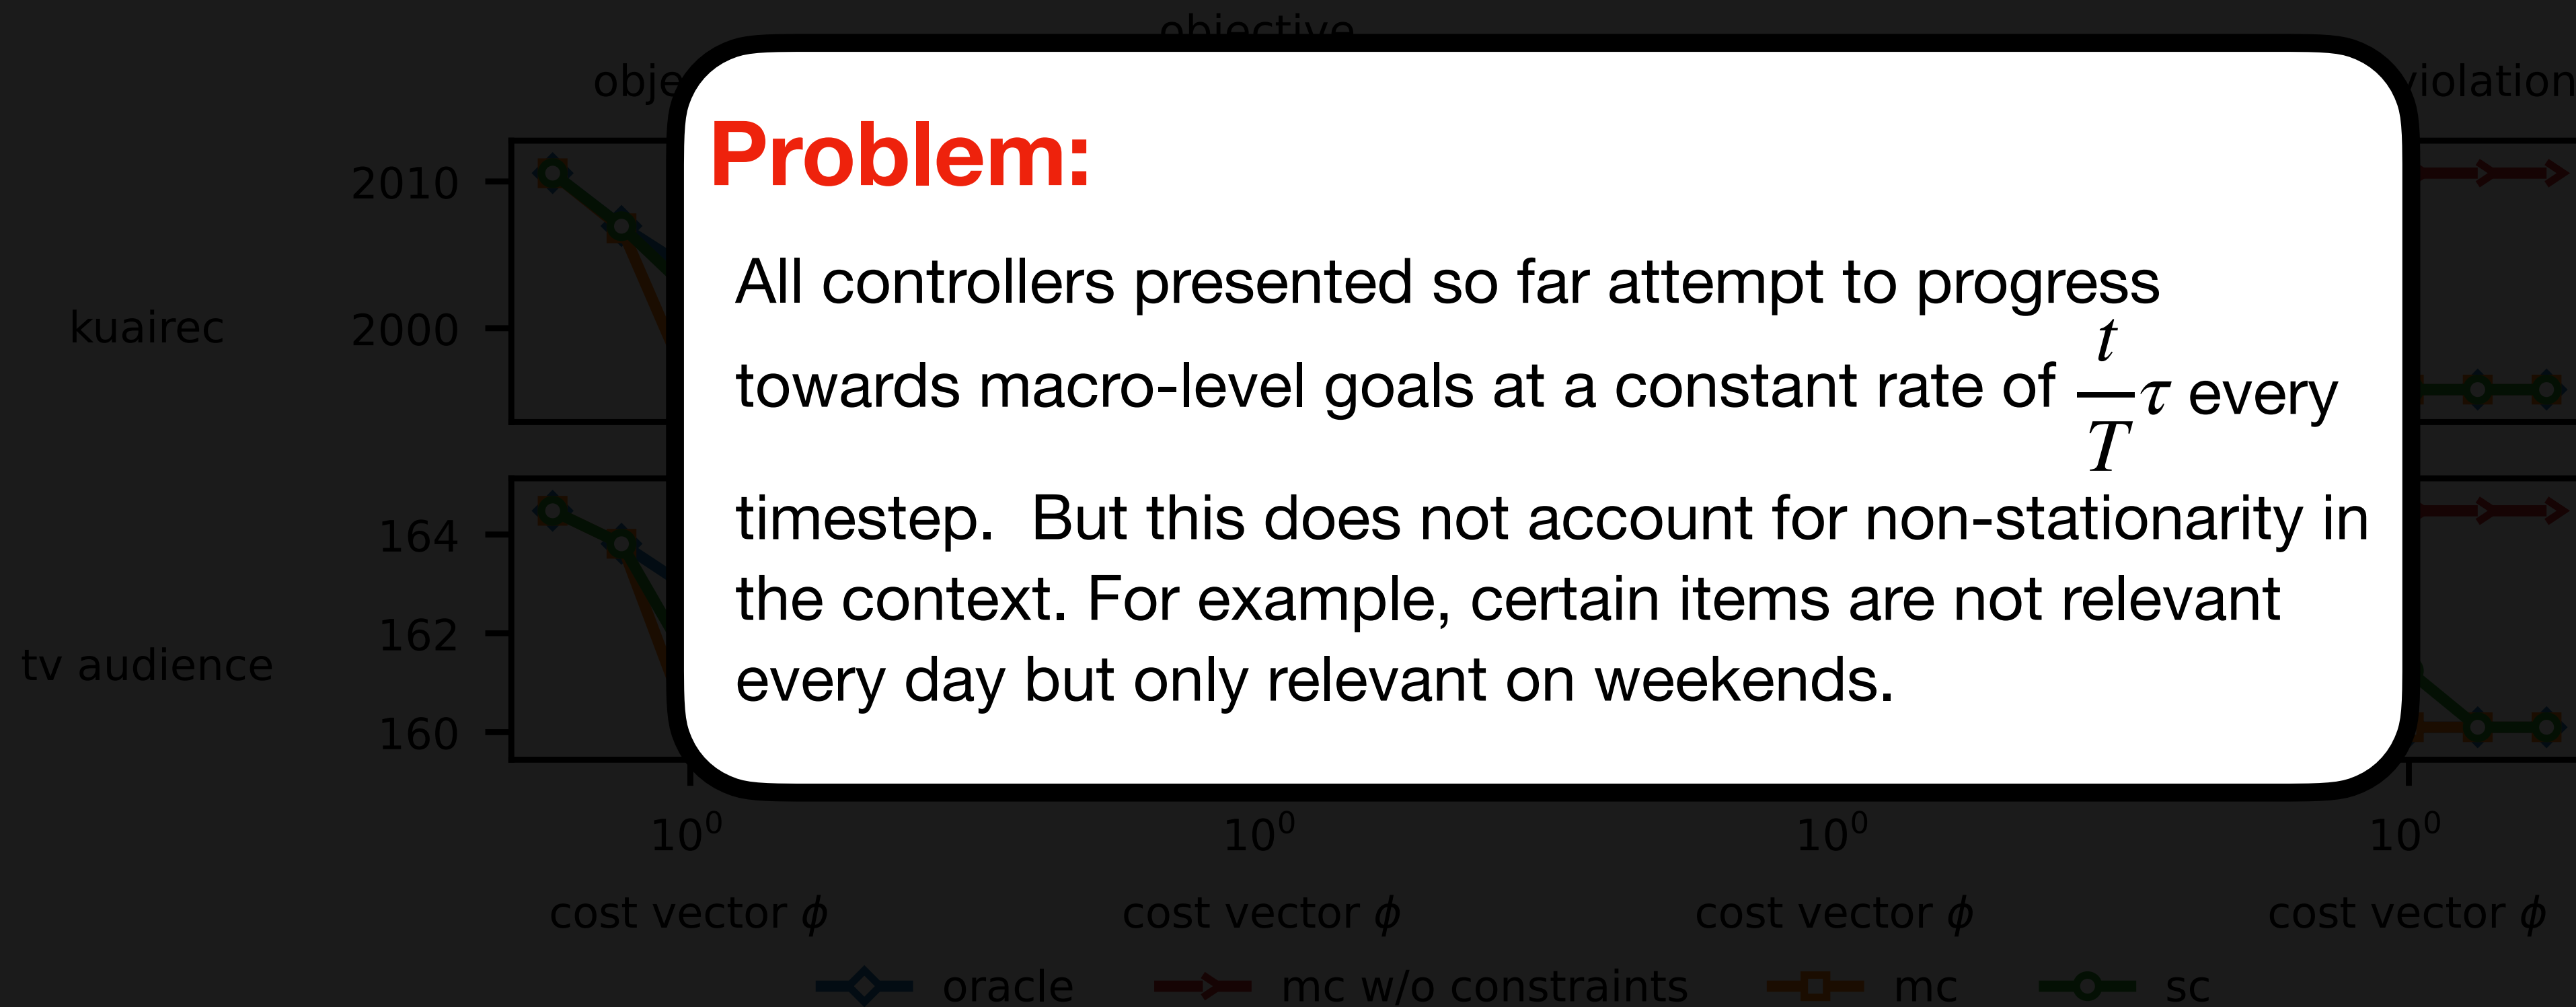 objective
obje
violation
Problem:
All controllers presented so far attempt to progress
towards macro-level goals at a constant rate of t/T τ every
timestep.  But this does not account for non-stationarity in
the context. For example, certain items are not relevant
every day but only relevant on weekends.
kuairec
2010
2000
tv audience
164
162
160
10⁰ 10⁰ 10⁰ 10⁰
cost vector ϕ cost vector ϕ cost vector ϕ cost vector ϕ
oracle mc w/o constraints mc sc